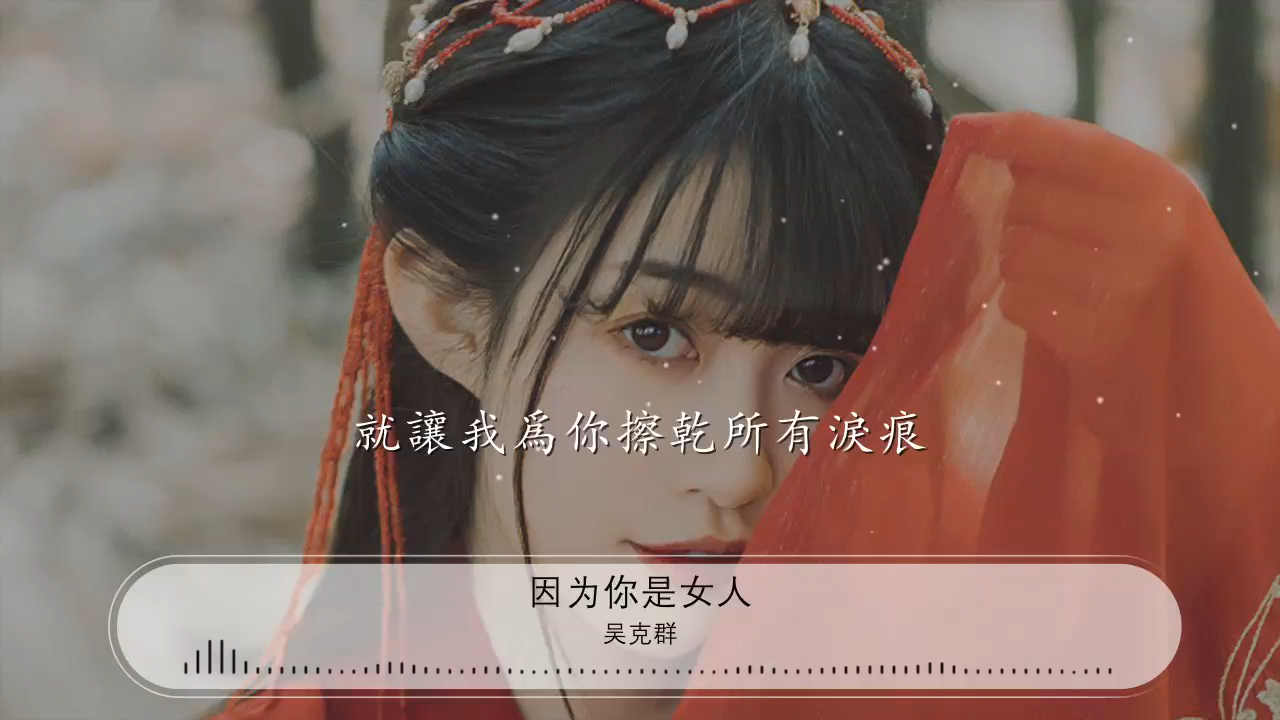 就讓我爲你擦乾所有淚痕
因为你是女人
吴克群